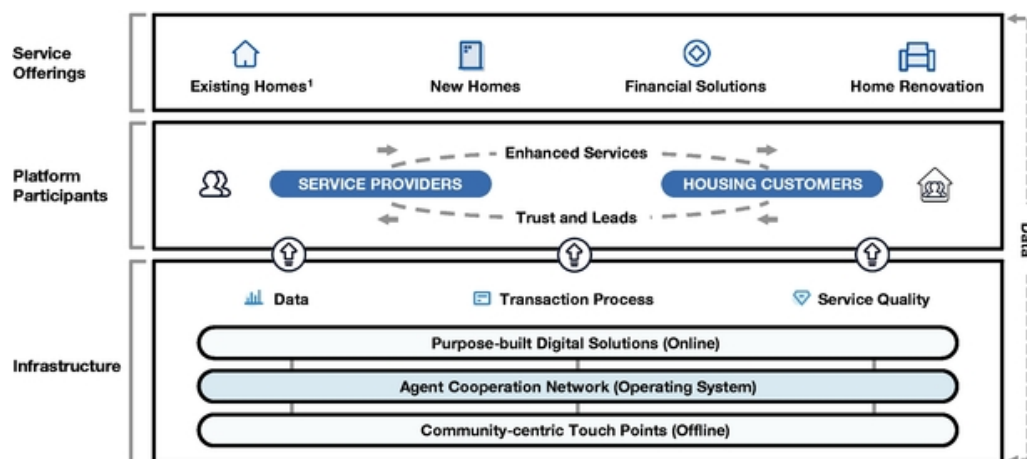 Service
Offerings
Existing Homes¹
New Homes
Financial Solutions
Home Renovation
Platform
Participants
Enhanced Services
SERVICE PROVIDERS
HOUSING CUSTOMERS
Trust and Leads
Data
Infrastructure
Data
Transaction Process
Service Quality
Purpose-built Digital Solutions (Online)
Agent Cooperation Network (Operating System)
Community-centric Touch Points (Offline)